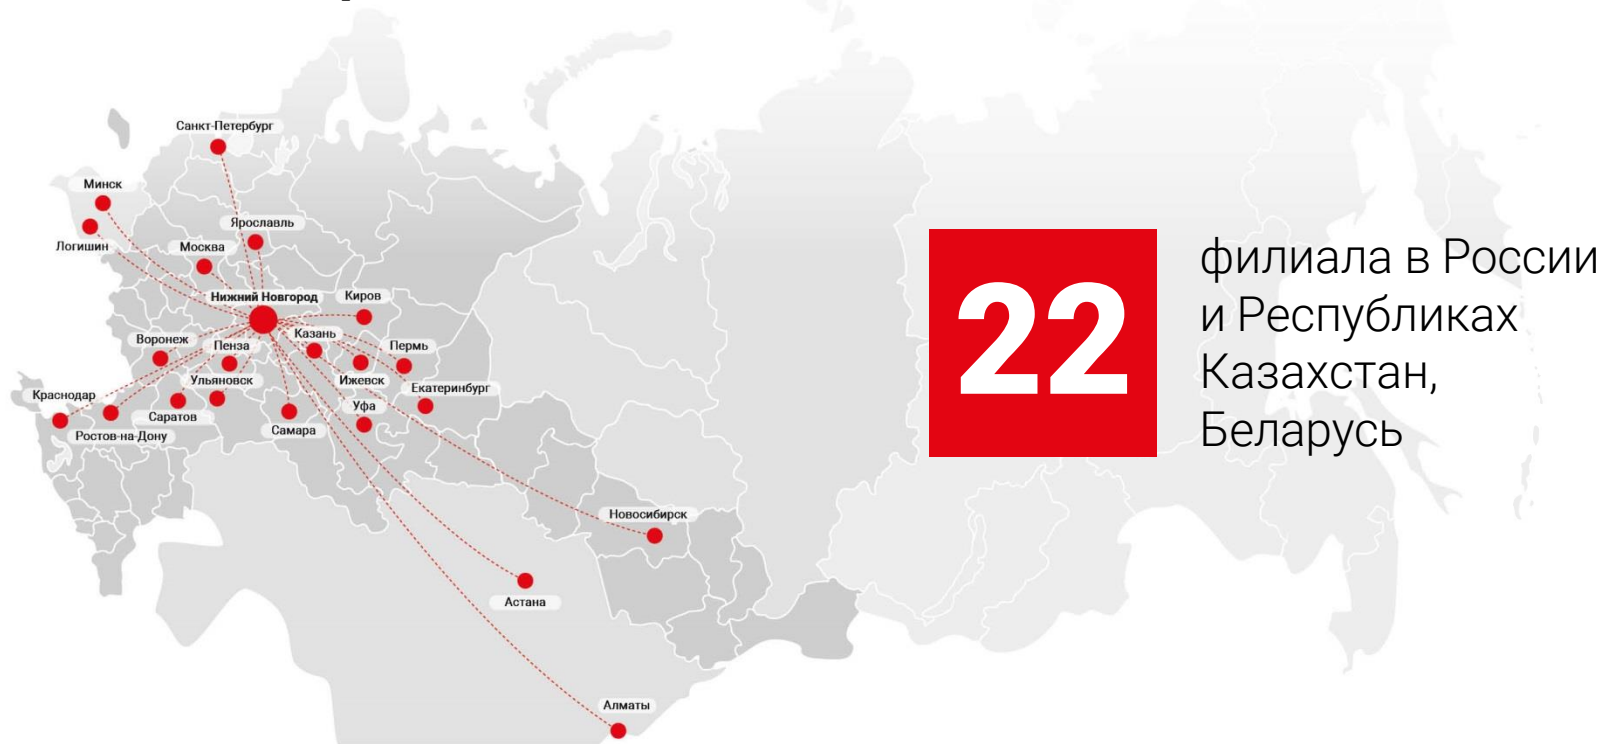 Санкт-Петербург
Минск
Ярославль
Логишин
Москва
Нижний Новгород
Киров
Воронеж
Пенза
Казань
Пермь
Ульяновск
Ижевск
Екатеринбург
Краснодар
Саратов
Уфа
Ростов-на-Дону
Самара
Новосибирск
Астана
Алматы
22
филиала в России
и Республиках
Казахстан,
Беларусь